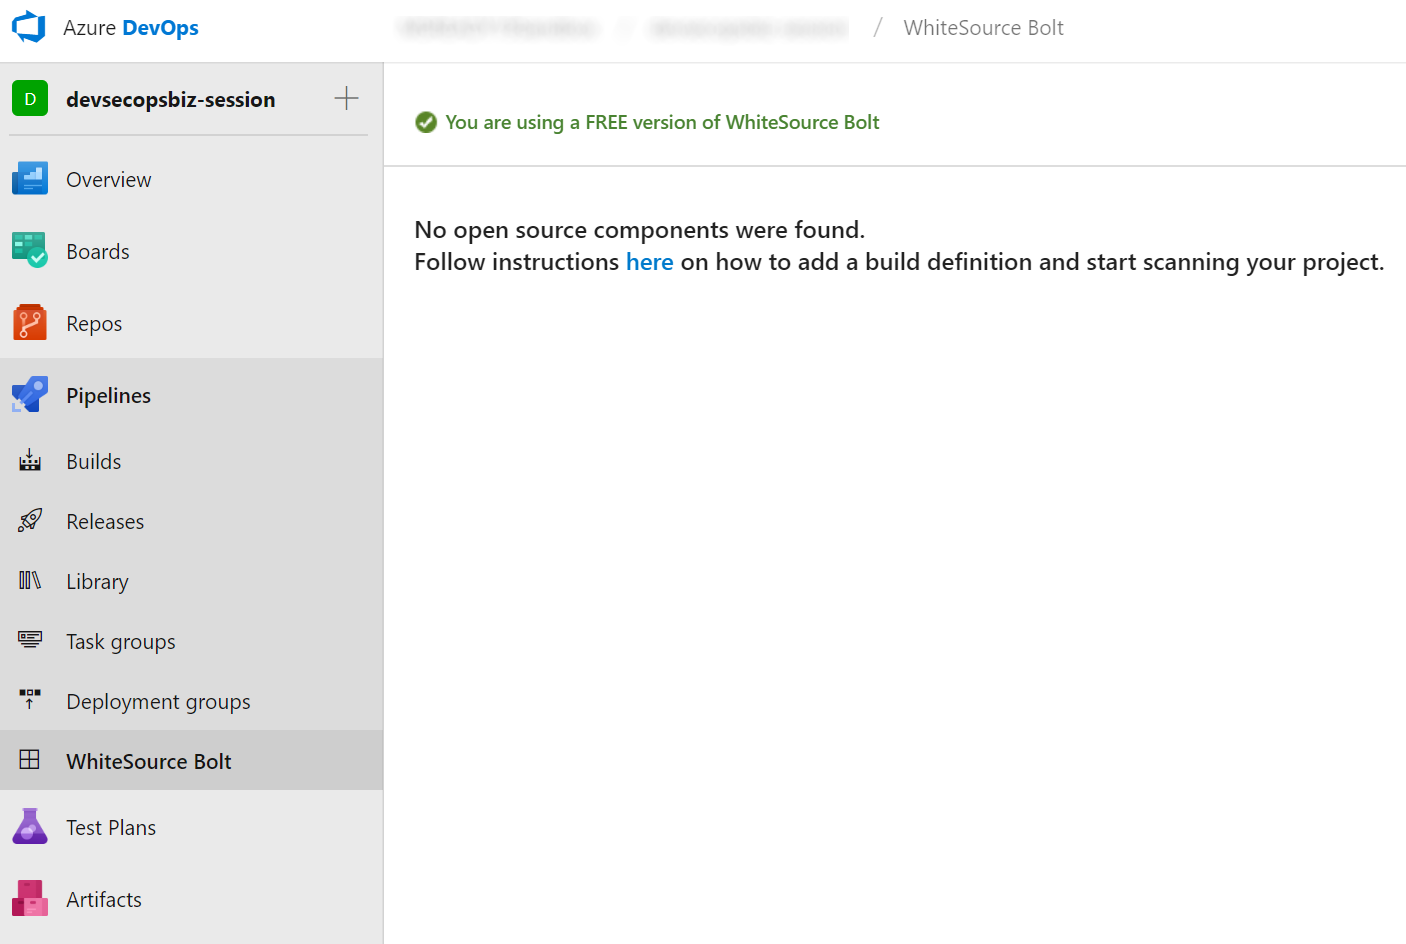 Azure DevOps
/ WhiteSource Bolt
D devsecopsbiz-session
Overview
Boards
Repos
Pipelines
Builds
Releases
Library
Task groups
Deployment groups
WhiteSource Bolt
Test Plans
Artifacts
You are using a FREE version of WhiteSource Bolt
No open source components were found.
Follow instructions here on how to add a build definition and start scanning your project.